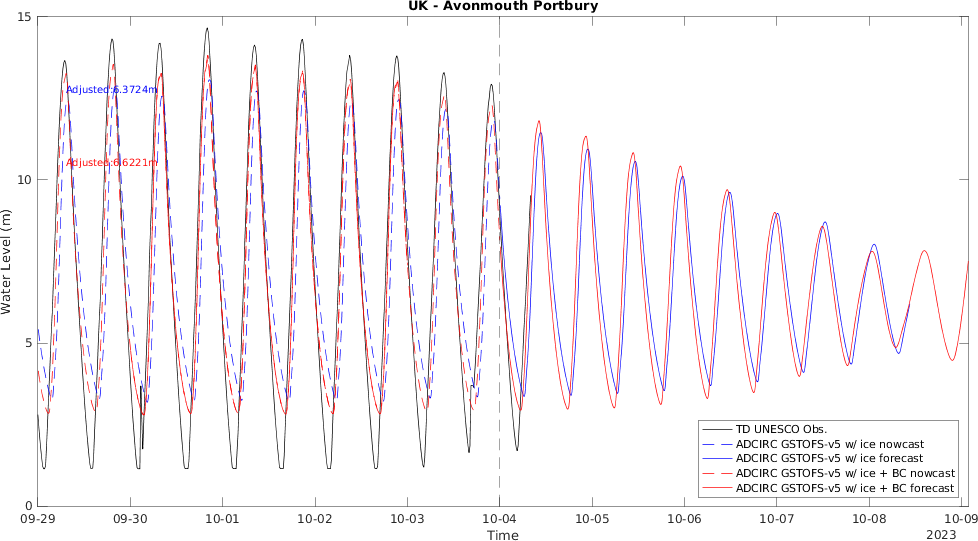 UK - Avonmouth Portbury
15
10
5
0
Water Level (m)
Adjusted:6.3724m
Adjusted:6.6221m
TD UNESCO Obs.
ADCIRC GSTOFS-v5 w/ ice nowcast
ADCIRC GSTOFS-v5 w/ ice forecast
ADCIRC GSTOFS-v5 w/ ice + BC nowcast
ADCIRC GSTOFS-v5 w/ ice + BC forecast
09-29 09-30 10-01 10-02 10-03 10-04 10-05 10-06 10-07 10-08 10-09
Time
2023